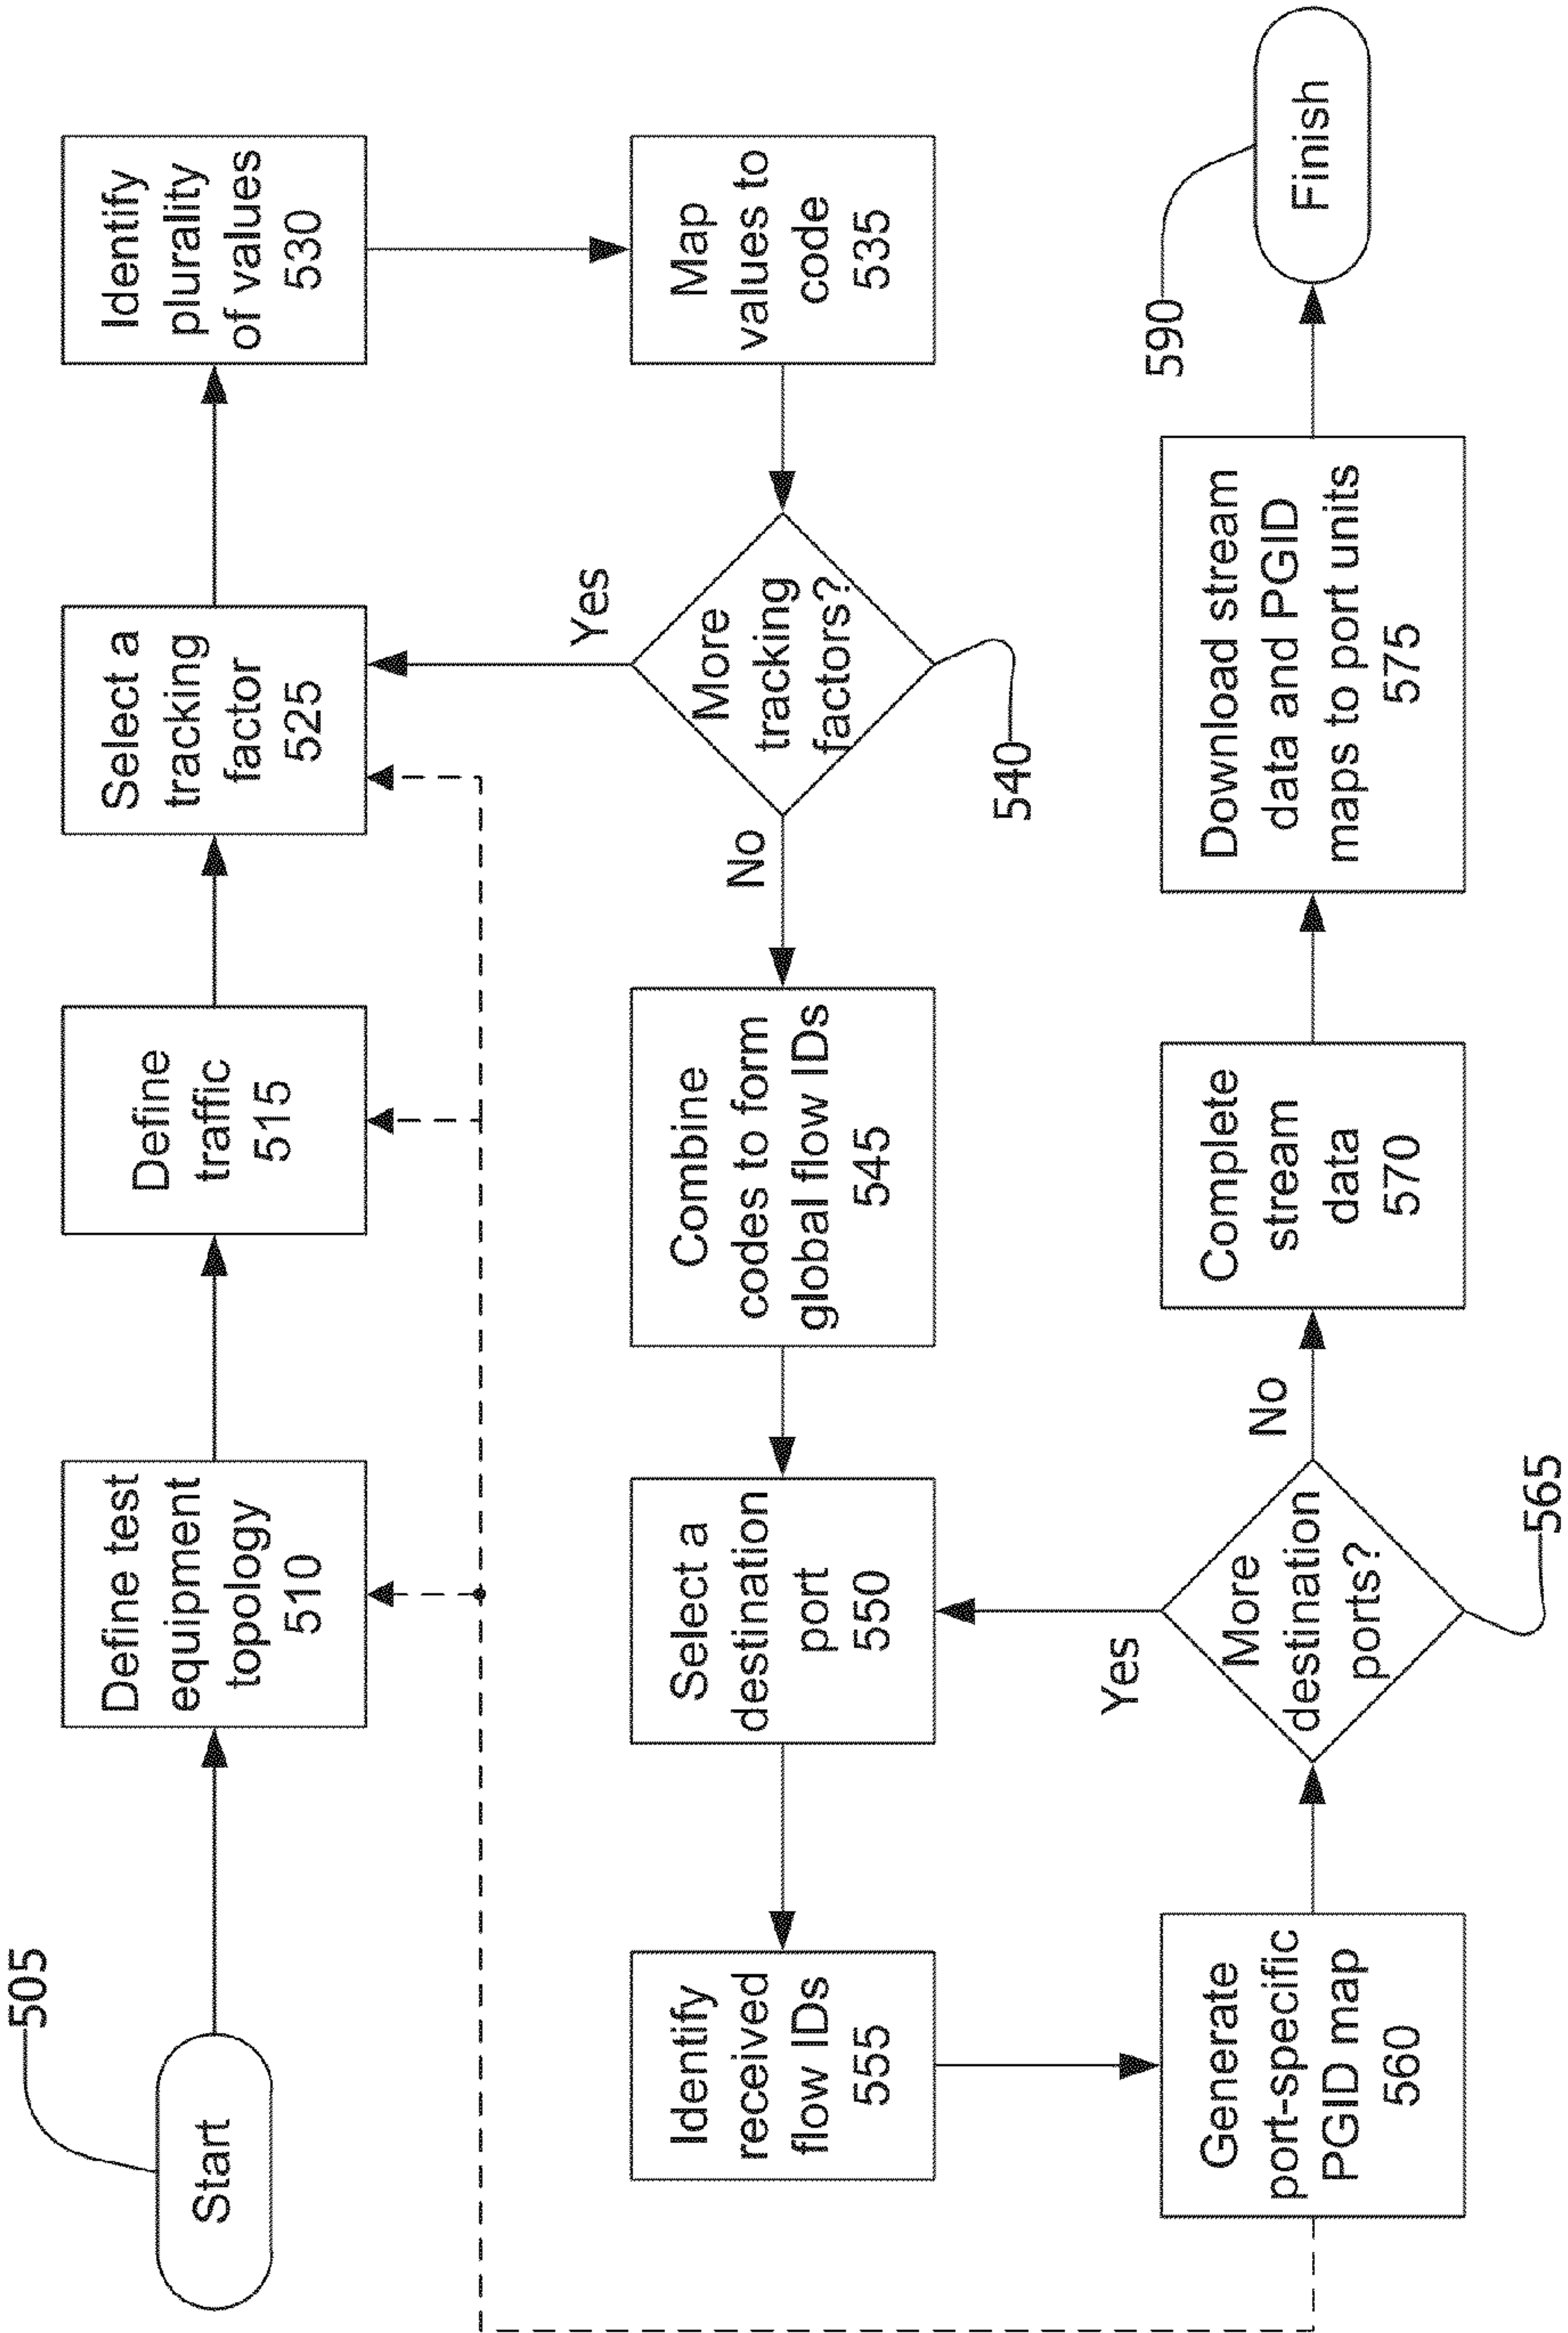 505
Start
Define test
equipment
topology
510
Define
traffic
515
Select a
tracking
factor
525
Identify
plurality
of values
530
Map
values to
code
535
More
tracking
factors?
540
Yes
No
Combine
codes to form
global flow IDs
545
Select a
destination
port
550
Identify
received
flow IDs
555
Generate
port-specific
PGID map
560
More
destination
ports?
565
Yes
No
Complete
stream
data
570
Download stream
data and PGID
maps to port units
575
590
Finish